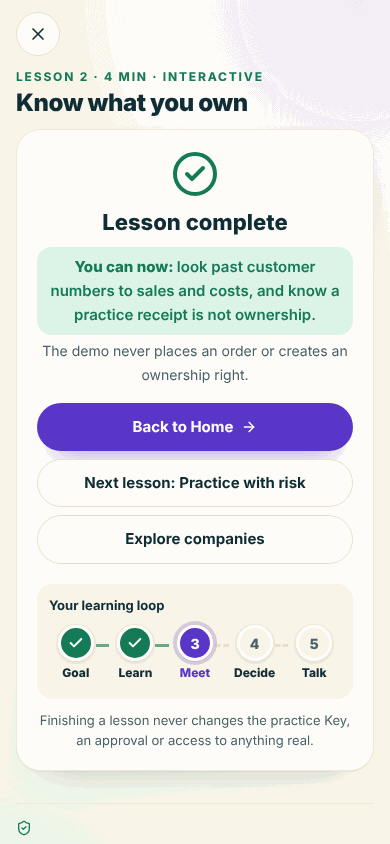 LESSON 2 · 4 MIN · INTERACTIVE
Know what you own
Lesson complete
You can now: look past customer
numbers to sales and costs, and know a
practice receipt is not ownership.
The demo never places an order or creates an
ownership right.
Back to Home →
Next lesson: Practice with risk
Explore companies
Your learning loop
3 4 5
Goal Learn Meet Decide Talk
Finishing a lesson never changes the practice Key,
an approval or access to anything real.